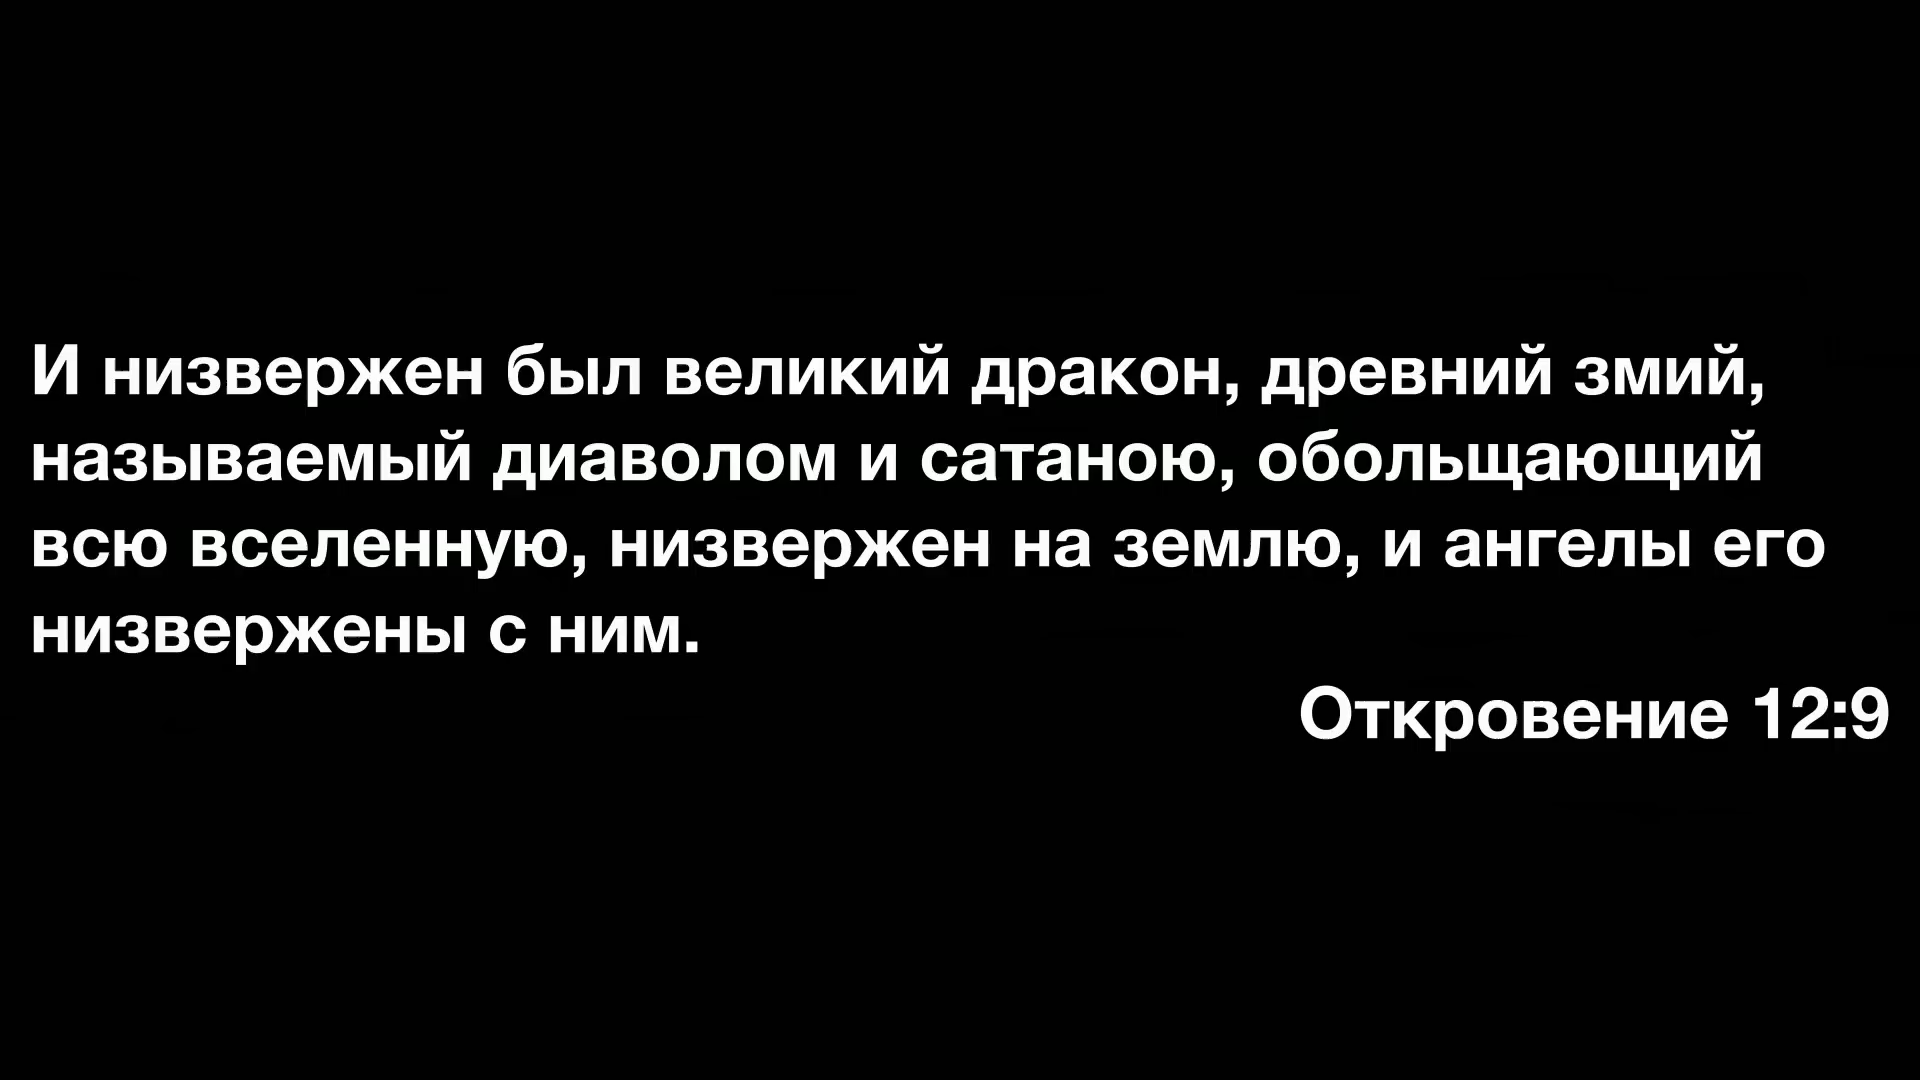 И низвержен был великий дракон, древний змий,
называемый диаволом и сатаною, обольщающий
всю вселенную, низвержен на землю, и ангелы его
низвержены с ним.
Откровение 12:9